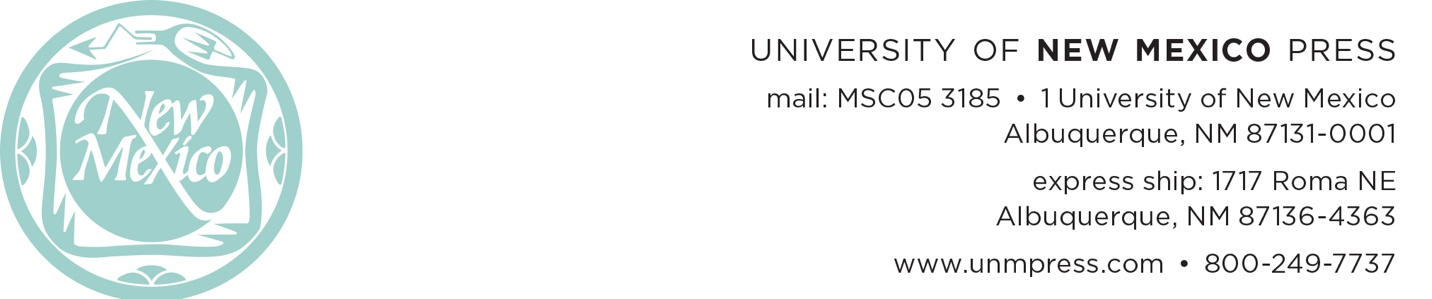 New
Mexico
UNIVERSITY OF NEW MEXICO PRESS
mail: MSC05 3185 • 1 University of New Mexico
Albuquerque, NM 87131-0001
express ship: 1717 Roma NE
Albuquerque, NM 87136-4363
www.unmpress.com • 800-249-7737